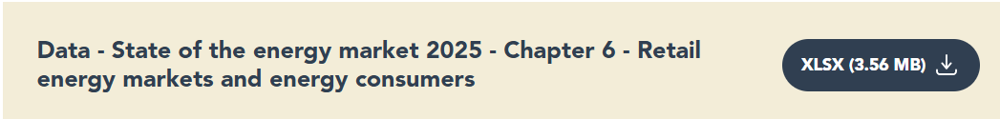 Data - State of the energy market 2025 - Chapter 6 - Retail
energy markets and energy consumers
XLSX (3.56 MB)